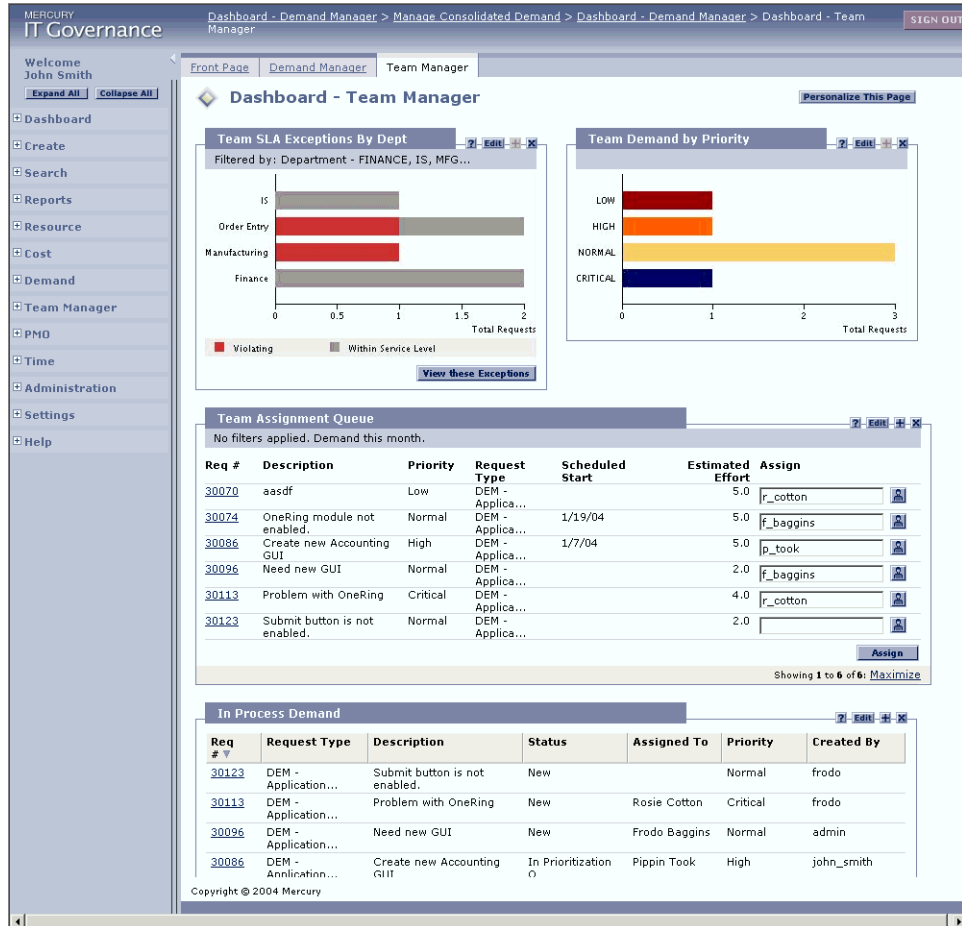 MERCURY
IT Governance
Dashboard - Demand Manager > Manage Consolidated Demand > Dashboard - Demand Manager > Dashboard - Team
Manager
SIGN OUT
Welcome
John Smith
Expand All Collapse All
Dashboard
Create
Search
Reports
Resource
Cost
Demand
Team Manager
PMO
Time
Administration
Settings
Help
Front Page Demand Manager Team Manager
Dashboard - Team Manager
Personalize This Page
Team SLA Exceptions By Dept
? Edit + X
Filtered by: Department - FINANCE, IS, MFG...
IS
Order Entry
Manufacturing
Finance
0 0.5 1 1.5 2
Total Requests
Violating Within Service Level
View these Exceptions
Team Demand by Priority
? Edit + X
LOW
HIGH
NORMAL
CRITICAL
0 1 2 3
Total Requests
Team Assignment Queue
? Edit + X
No filters applied. Demand this month.
Req # Description Priority Request Scheduled Estimated Assign
Type Start Effort
30070 aasdf Low DEM - 5.0 r_cotton
Applica...
30074 OneRing module not Normal DEM - 1/19/04 5.0 f_baggins
enabled. Applica...
30086 Create new Accounting High DEM - 1/7/04 5.0 p_took
GUI Applica...
30096 Need new GUI Normal DEM - 2.0 f_baggins
Applica...
30113 Problem with OneRing Critical DEM - 4.0 r_cotton
Applica...
30123 Submit button is not Normal DEM - 2.0
enabled. Applica...
Assign
Showing 1 to 6 of 6: Maximize
In Process Demand
? Edit + X
Req Request Type Description Status Assigned To Priority Created By
#
30123 DEM - Submit button is not New Normal frodo
Application... enabled.
30113 DEM - Problem with OneRing New Rosie Cotton Critical frodo
Application...
30096 DEM - Need new GUI New Frodo Baggins Normal admin
Application...
30086 DEM - Create new Accounting In Prioritization Pippin Took High john_smith
Application... GUI
Copyright © 2004 Mercury